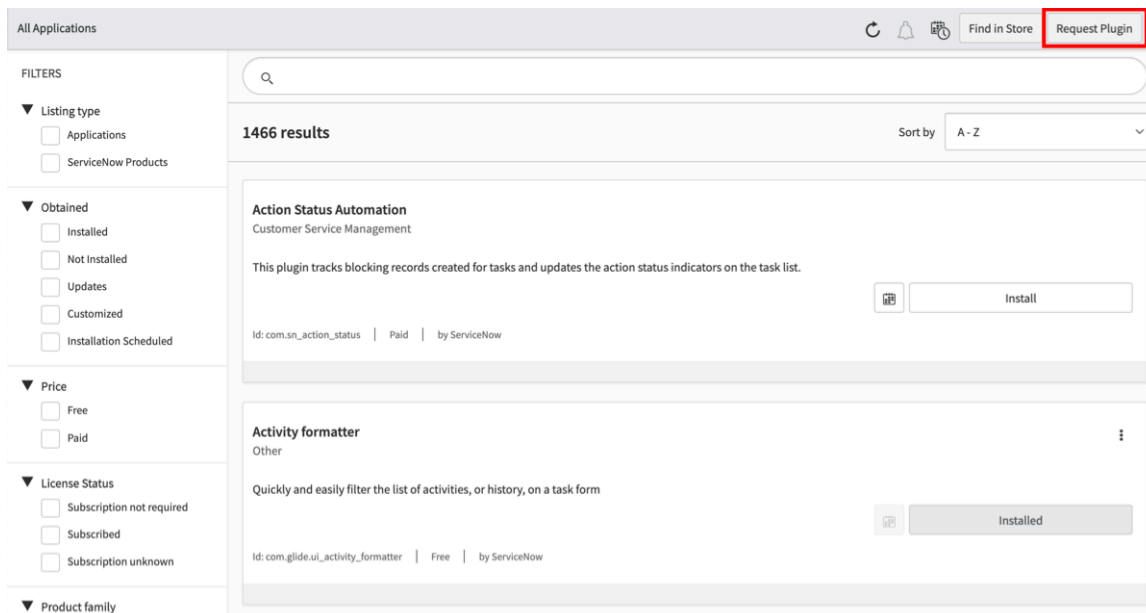 All Applications
Find in Store
Request Plugin
FILTERS
Listing type
Applications
ServiceNow Products
Obtained
Installed
Not Installed
Updates
Customized
Installation Scheduled
Price
Free
Paid
License Status
Subscription not required
Subscribed
Subscription unknown
Product family
1466 results
Sort by
A - Z
Action Status Automation
Customer Service Management
This plugin tracks blocking records created for tasks and updates the action status indicators on the task list.
Install
Id: com.sn_action_status | Paid | by ServiceNow
Activity formatter
Other
Quickly and easily filter the list of activities, or history, on a task form
Installed
Id: com.glide.ui_activity_formatter | Free | by ServiceNow